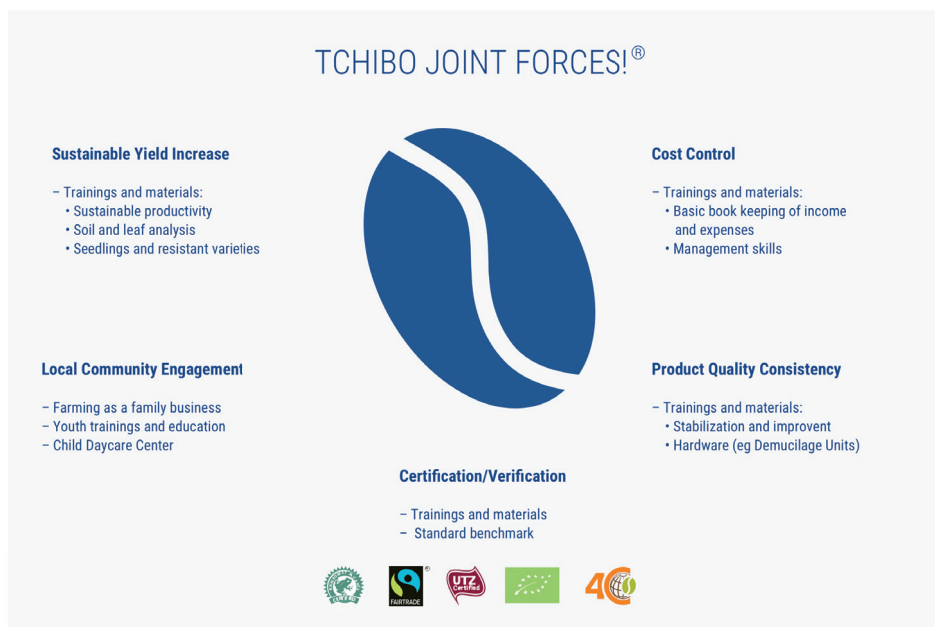 TCHIBO JOINT FORCES!®
Sustainable Yield Increase
– Trainings and materials:
• Sustainable productivity
• Soil and leaf analysis
• Seedlings and resistant varieties
Cost Control
– Trainings and materials:
• Basic book keeping of income
and expenses
• Management skills
Local Community Engagement
– Farming as a family business
– Youth trainings and education
– Child Daycare Center
Product Quality Consistency
– Trainings and materials:
• Stabilization and improvent
• Hardware (eg Demucilage Units)
Certification/Verification
– Trainings and materials
– Standard benchmark
FAIRTRADE
®
UTZ
Certified
4C